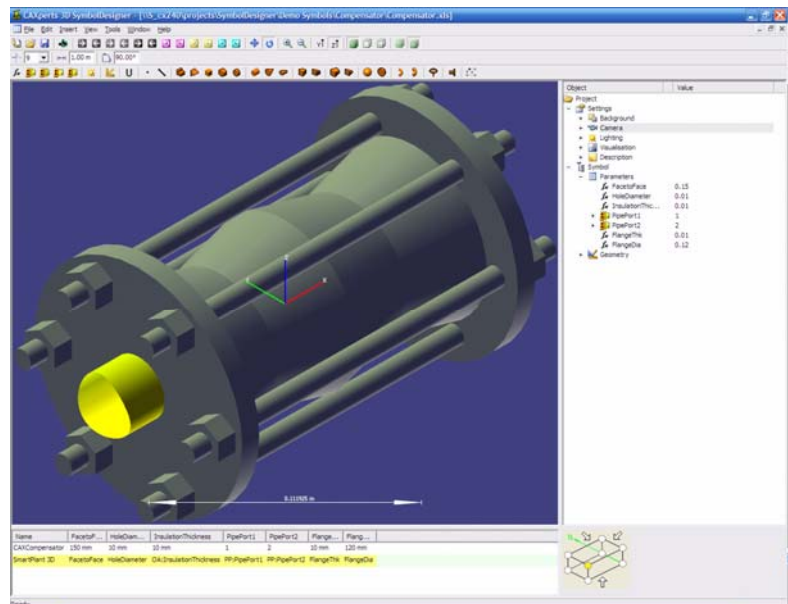 CAXperts 3D SymbolDesigner - [\\S_cx240\projects\SymbolDesigner\Demo Symbols\Compensator\Compensator.xls]
File Edit Insert View Tools Window Help
9 1.00 m 90.00°
Object Value
Project
Settings
Background
Camera
Lighting
Visualisation
Description
Symbol
Parameters
FacetoFace 0.15
HoleDiameter 0.01
InsulationThic... 0.01
PipePort1 1
PipePort2 2
FlangeThk 0.01
FlangeDia 0.12
Geometry
Name FacetoF... HoleDiam... InsulationThickness PipePort1 PipePort2 Flange... Flang...
CAXCompensator 150 mm 10 mm 10 mm 1 2 10 mm 120 mm
SmartPlant 3D FacetoFace HoleDiameter OA:InsulationThickness PP:PipePort1 PP:PipePort2 FlangeThk FlangeDia